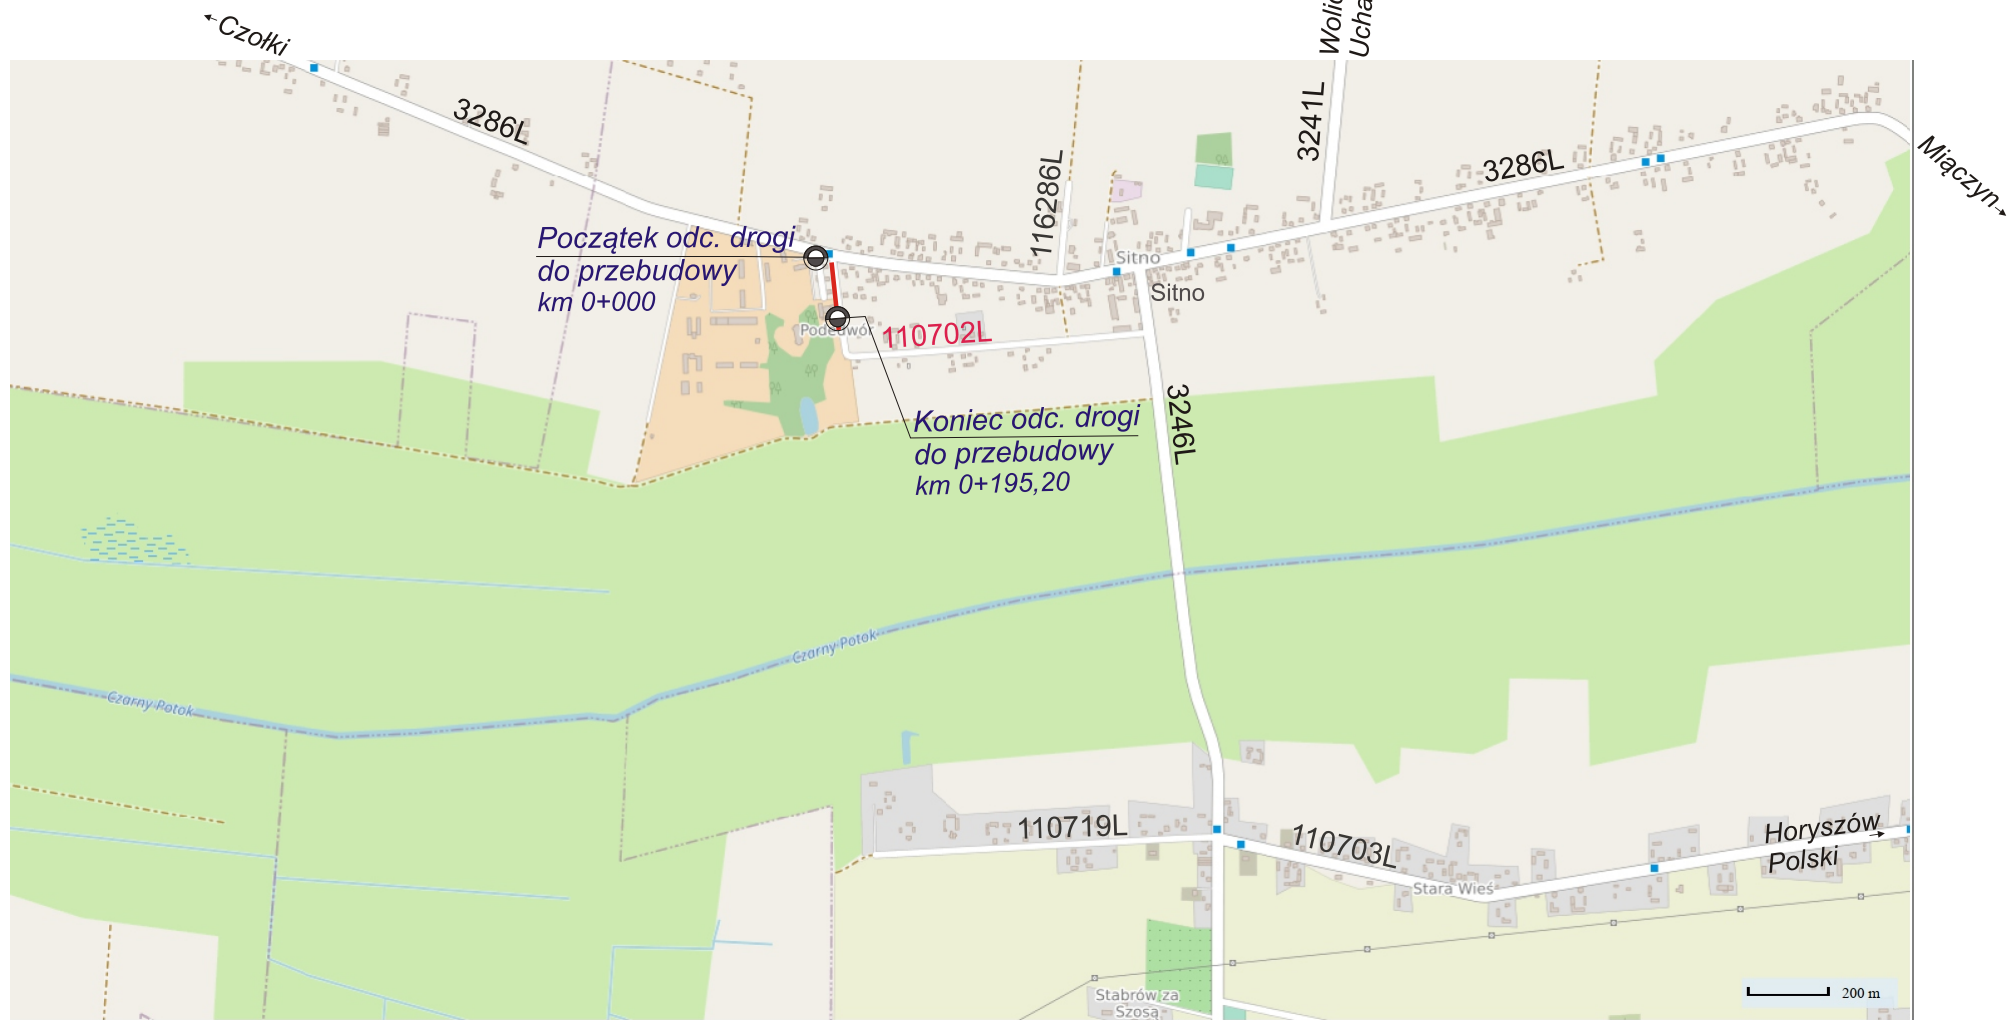 Czołki
Wolic
Ucha
3286L
3241L
116286L
3286L
Miączyn
Początek odc. drogi
do przebudowy
km 0+000
Sitno
Sitno
110702L
3246L
Koniec odc. drogi
do przebudowy
km 0+195,20
Czarny Potok
Czarny Potok
110719L
110703L
Horyszów
Polski
Stara Wieś
Stabrów za
Szosą
200 m